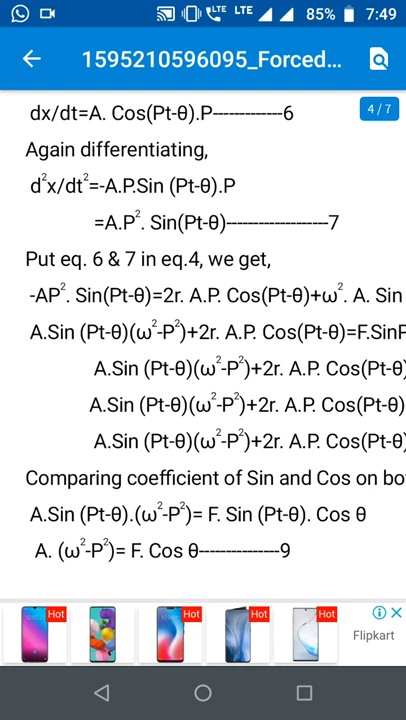 LTE LTE 85% 7:49
1595210596095_Forced...
dx/dt=A. Cos(Pt-θ).P-------------6
4/7
Again differentiating,
d²x/dt²=-A.P.Sin (Pt-θ).P
=A.P². Sin(Pt-θ)-------------------7
Put eq. 6 & 7 in eq.4, we get,
-AP². Sin(Pt-θ)=2r. A.P. Cos(Pt-θ)+ω². A. Sin
A.Sin (Pt-θ)(ω²-P²)+2r. A.P. Cos(Pt-θ)=F.SinP
A.Sin (Pt-θ)(ω²-P²)+2r. A.P. Cos(Pt-θ)
A.Sin (Pt-θ)(ω²-P²)+2r. A.P. Cos(Pt-θ)
A.Sin (Pt-θ)(ω²-P²)+2r. A.P. Cos(Pt-θ)
Comparing coefficient of Sin and Cos on bo
A.Sin (Pt-θ).(ω²-P²)= F. Sin (Pt-θ). Cos θ
A. (ω²-P²)= F. Cos θ---------------9
Hot Hot Hot Hot Hot
Flipkart